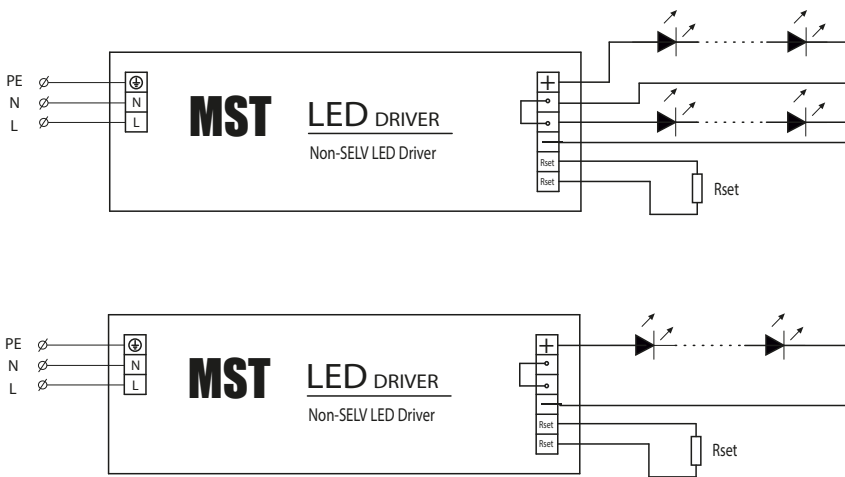 PE
N
L
N
L
MST
LED DRIVER
Non-SELV LED Driver
+
−
Rset
Rset
Rset
PE
N
L
N
L
MST
LED DRIVER
Non-SELV LED Driver
+
−
Rset
Rset
Rset